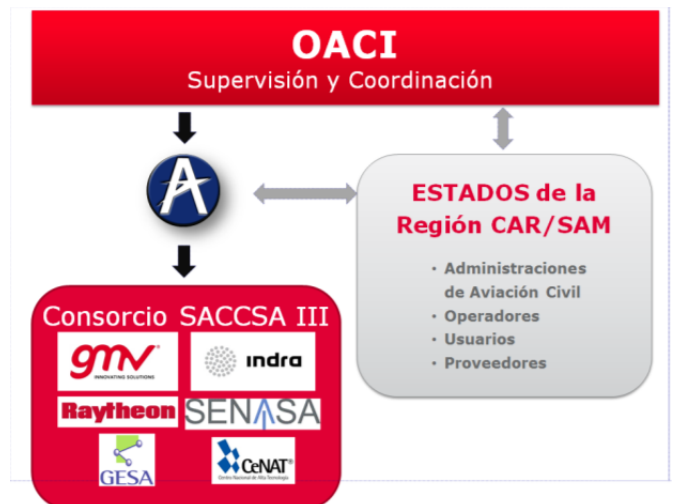 OACI
Supervisión y Coordinación
A
ESTADOS de la
Región CAR/SAM
• Administraciones
de Aviación Civil
• Operadores
• Usuarios
• Proveedores
Consorcio SACCSA III
gmv
INNOVATING SOLUTIONS
indra
Raytheon
SENASA
GESA
CeNAT
Centro Nacional de Alta Tecnología